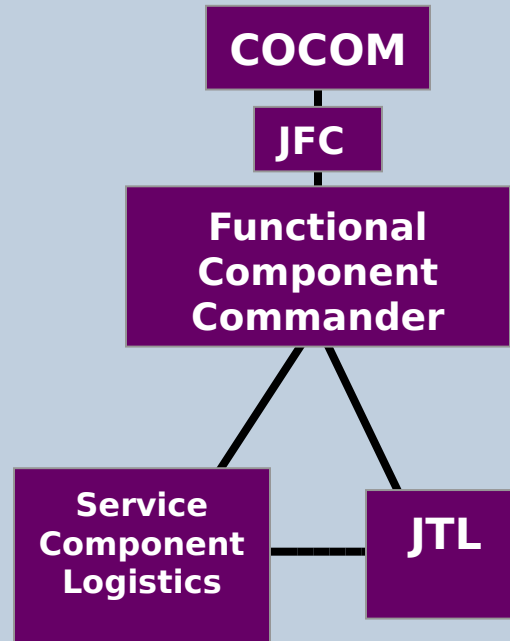 COCOM
JFC
Functional
Component
Commander
Service
Component
Logistics
JTL